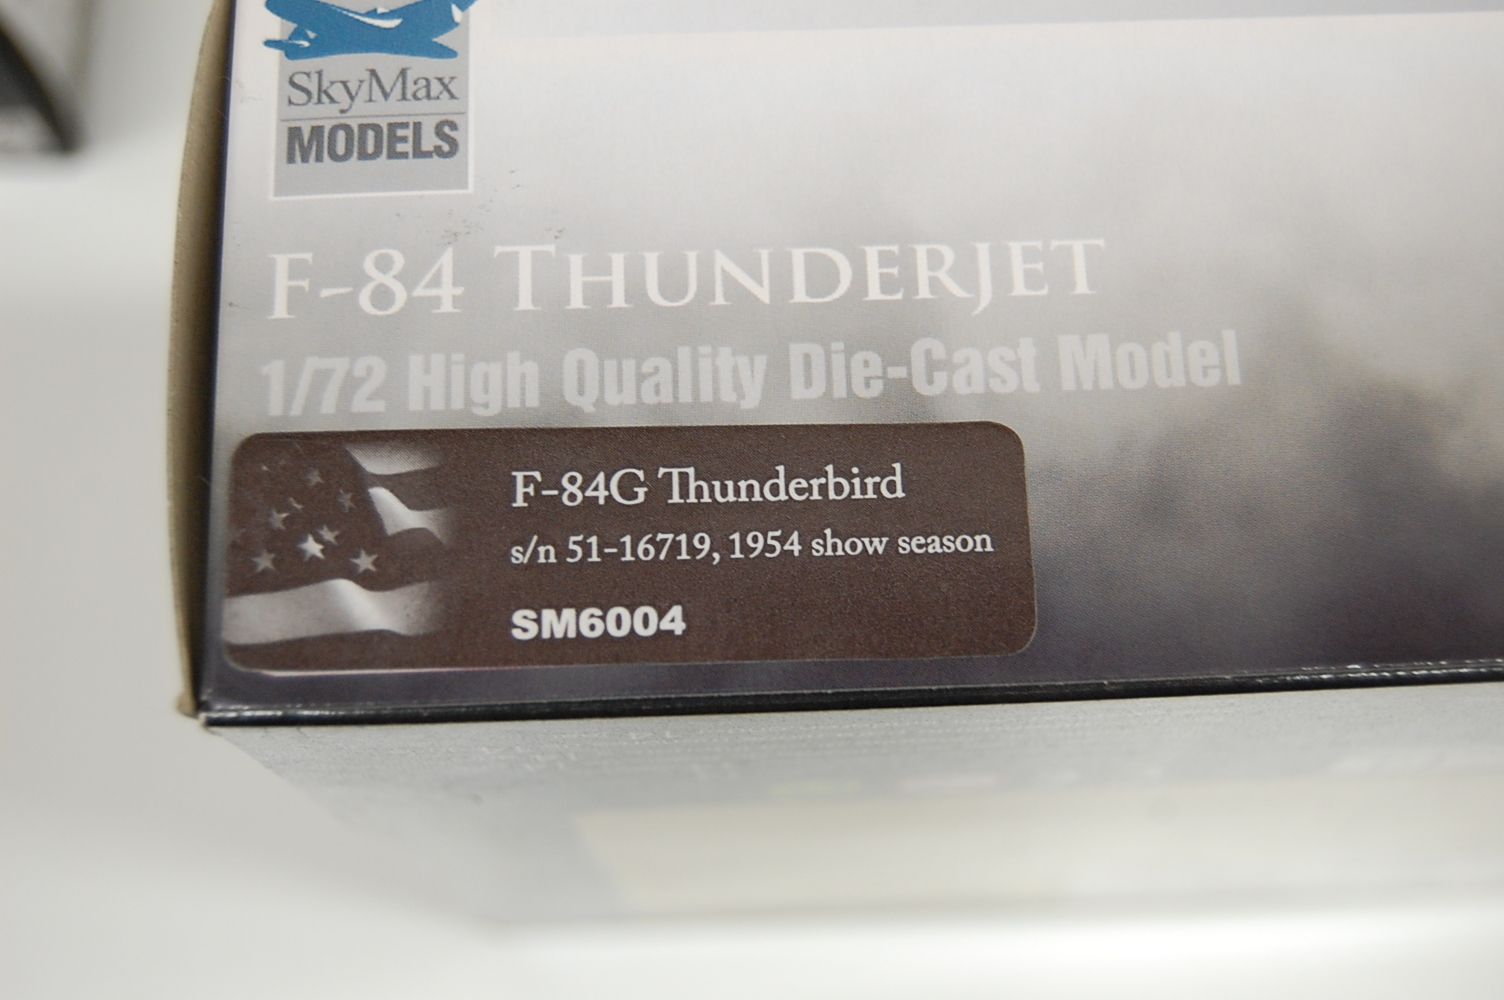 SkyMax
MODELS
F-84 THUNDERJET
1/72 High Quality Die-Cast Model
F-84G Thunderbird
s/n 51-16719, 1954 show season
SM6004